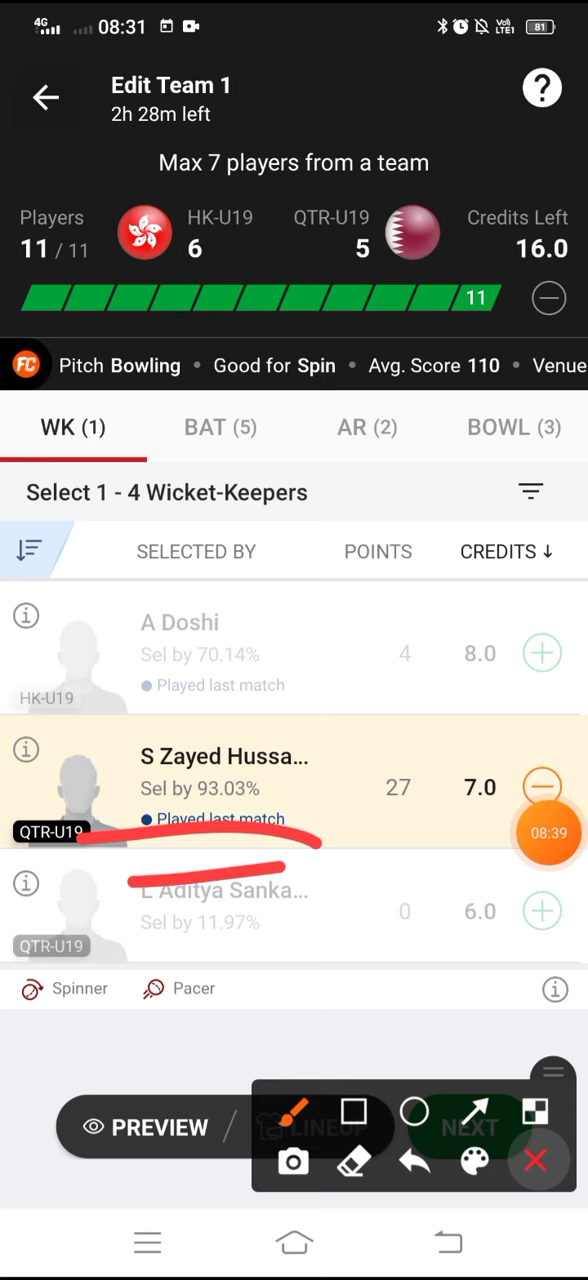 4G 08:31 Vo) LTE1 81
Edit Team 1
2h 28m left
?
Max 7 players from a team
Players HK-U19 QTR-U19 Credits Left
11 / 11 6 5 16.0
11
FC Pitch Bowling • Good for Spin • Avg. Score 110 • Venue
WK (1) BAT (5) AR (2) BOWL (3)
Select 1 - 4 Wicket-Keepers
SELECTED BY POINTS CREDITS ↓
A Doshi
Sel by 70.14% 4 8.0
Played last match
HK-U19
S Zayed Hussa...
Sel by 93.03% 27 7.0
Played last match
QTR-U19
08:39
L Aditya Sanka...
Sel by 11.97% 0 6.0
QTR-U19
Spinner Pacer
PREVIEW LINEUP NEXT